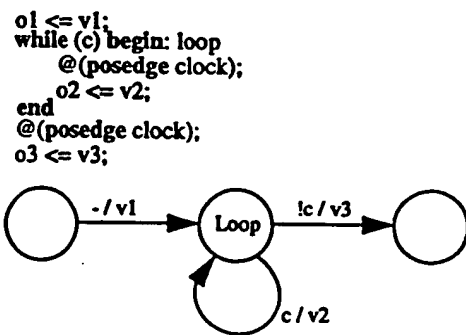 o1 <= v1;
while (c) begin: loop
@(posedge clock);
o2 <= v2;
end
@(posedge clock);
o3 <= v3;
- / v1
Loop
!c / v3
c / v2